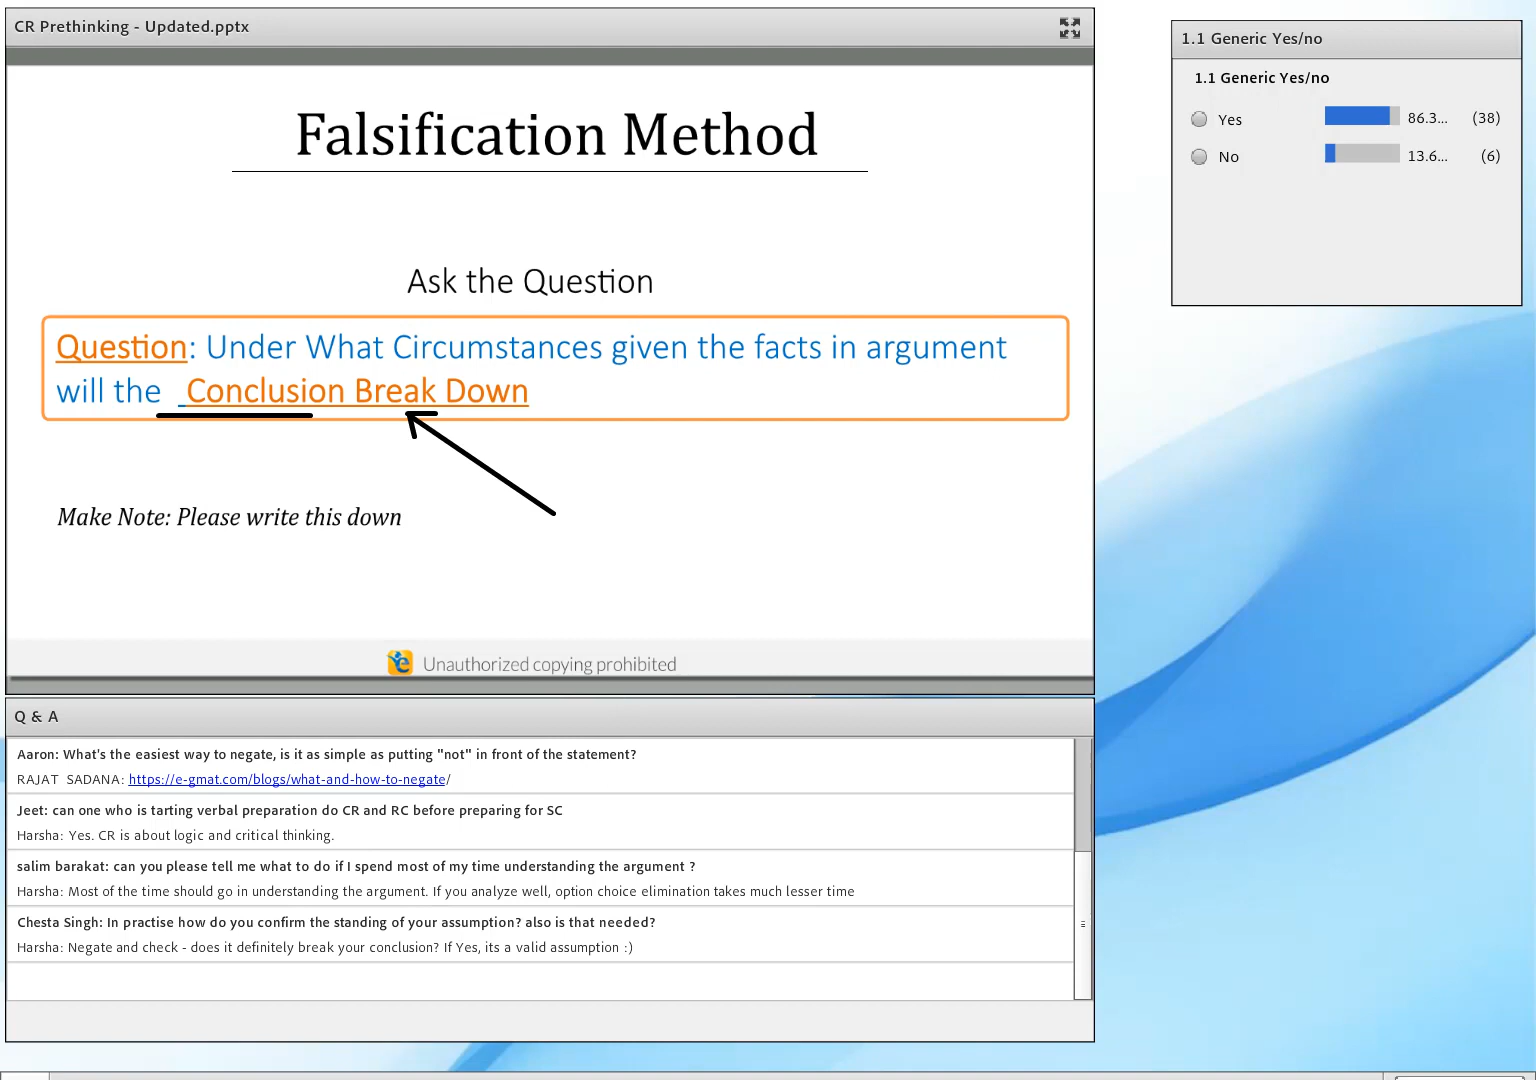 CR Prethinking - Updated.pptx
Falsification Method
Ask the Question
Question: Under What Circumstances given the facts in argument
will the _Conclusion Break Down
Make Note: Please write this down
Unauthorized copying prohibited
1.1 Generic Yes/no
1.1 Generic Yes/no
Yes 86.3... (38)
No 13.6... (6)
Q & A
Aaron: What's the easiest way to negate, is it as simple as putting "not" in front of the statement?
RAJAT SADANA: https://e-gmat.com/blogs/what-and-how-to-negate/
Jeet: can one who is tarting verbal preparation do CR and RC before preparing for SC
Harsha: Yes. CR is about logic and critical thinking.
salim barakat: can you please tell me what to do if I spend most of my time understanding the argument ?
Harsha: Most of the time should go in understanding the argument. If you analyze well, option choice elimination takes much lesser time
Chesta Singh: In practise how do you confirm the standing of your assumption? also is that needed?
Harsha: Negate and check - does it definitely break your conclusion? If Yes, its a valid assumption :)